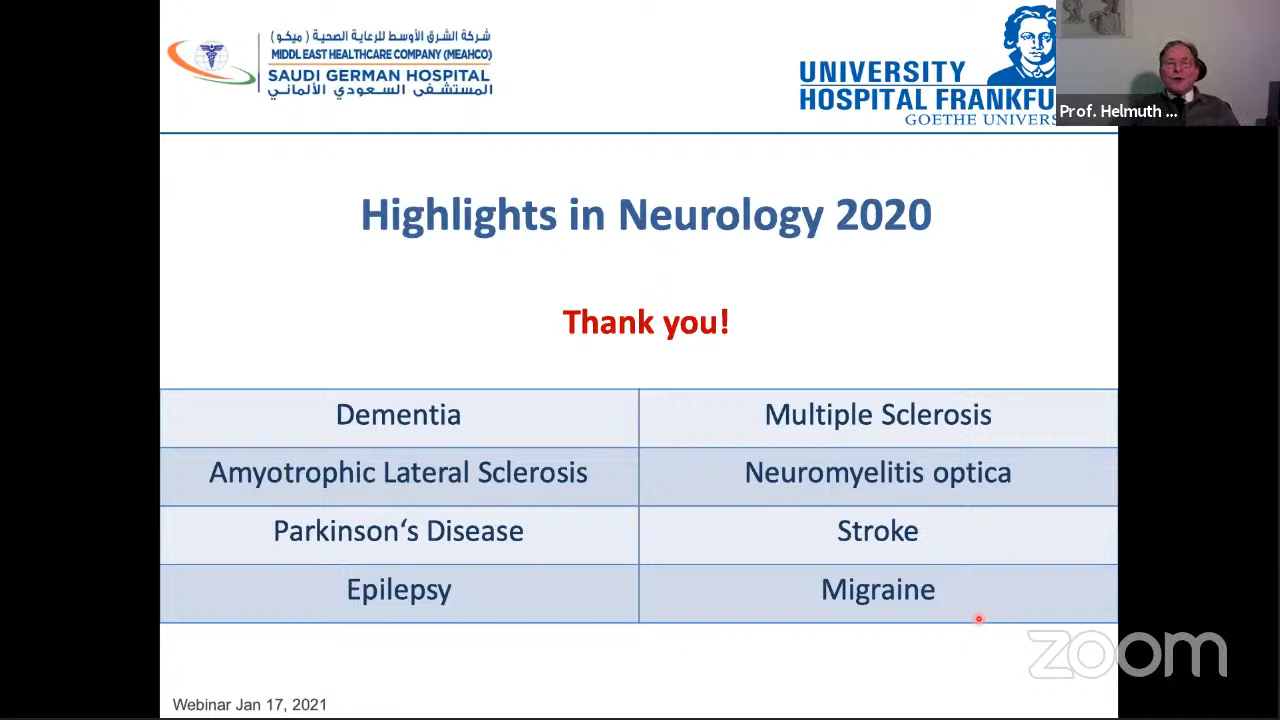 شركة الشرق الأوسط للرعاية الصحية ( ميكو )
MIDDLE EAST HEALTHCARE COMPANY (MEAHCO)
SAUDI GERMAN HOSPITAL
المستشفى السعودي الألماني
UNIVERSITY
HOSPITAL FRANKFU
GOETHE UNIVERS
Prof. Helmuth ...
Highlights in Neurology 2020
Thank you!
Dementia
Multiple Sclerosis
Amyotrophic Lateral Sclerosis
Neuromyelitis optica
Parkinson‘s Disease
Stroke
Epilepsy
Migraine
zoom
Webinar Jan 17, 2021